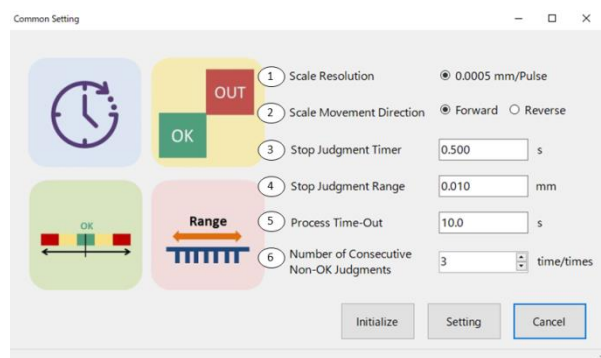 Common Setting
OUT
OK
OK
Range
1 Scale Resolution 0.0005 mm/Pulse
2 Scale Movement Direction Forward Reverse
3 Stop Judgment Timer 0.500 s
4 Stop Judgment Range 0.010 mm
5 Process Time-Out 10.0 s
6 Number of Consecutive
Non-OK Judgments 3 time/times
Initialize Setting Cancel